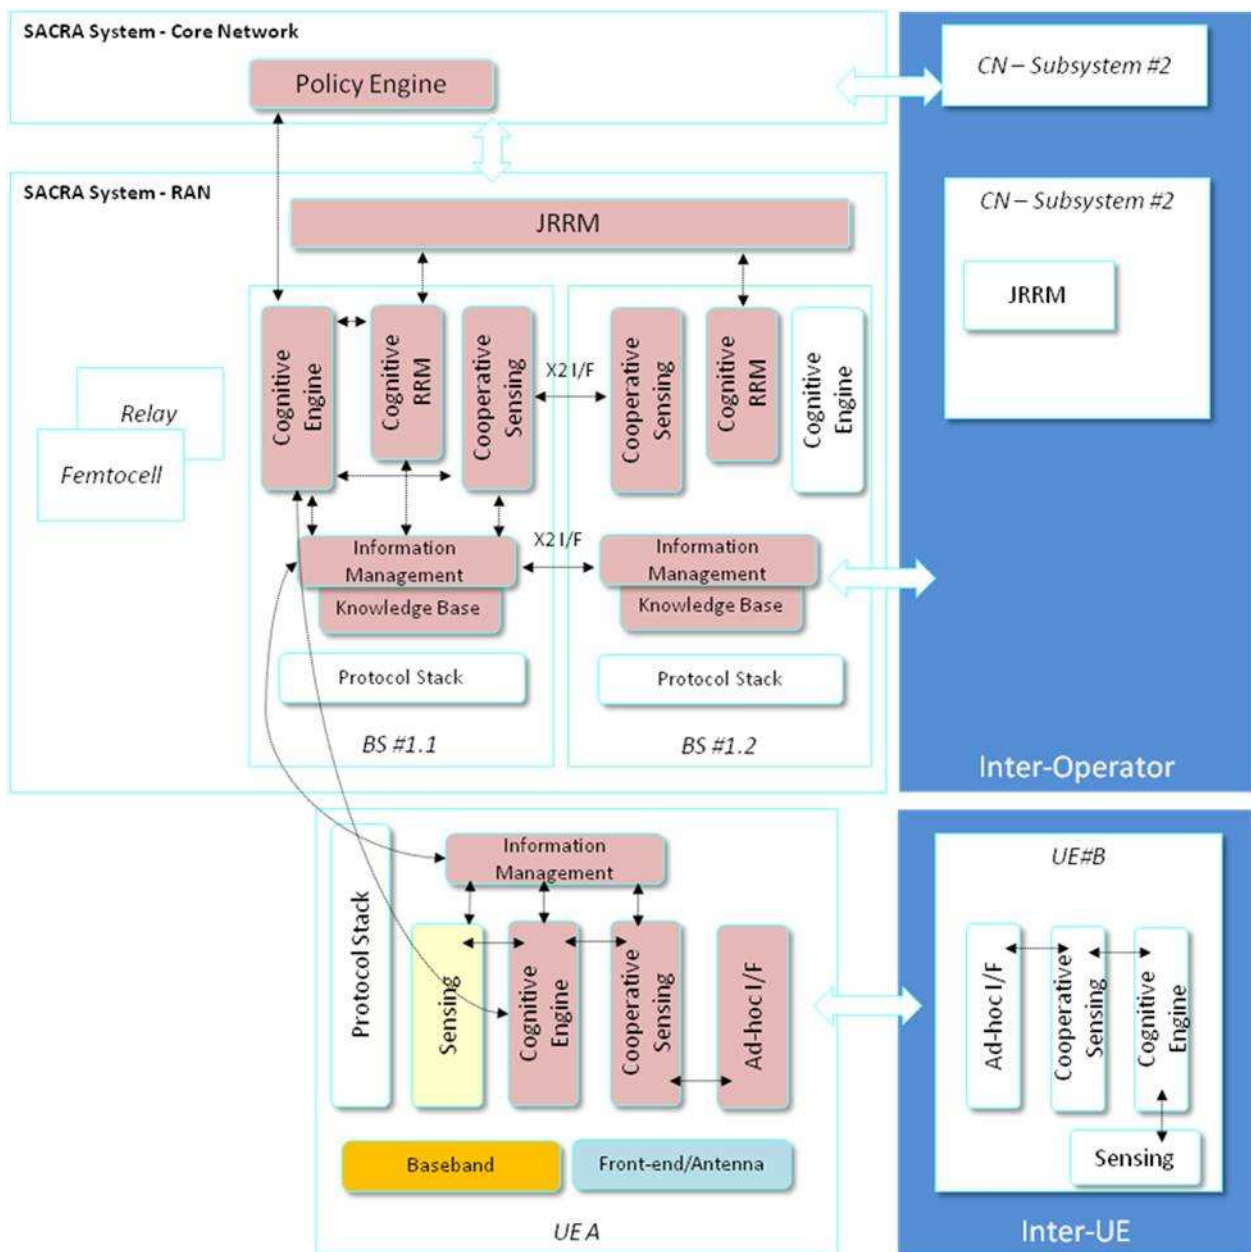 SACRA System - Core Network
Policy Engine
CN – Subsystem #2
SACRA System - RAN
CN – Subsystem #2
JRRM
JRRM
Cognitive
Engine
Cognitive
RRM
Cooperative
Sensing
X2 I/F
Cooperative
Sensing
Cognitive
RRM
Cognitive
Engine
Relay
Femtocell
Information
Management
Knowledge Base
X2 I/F
Information
Management
Knowledge Base
Protocol Stack
Protocol Stack
BS #1.1
BS #1.2
Inter-Operator
Protocol Stack
Information
Management
Sensing
Cognitive
Engine
Cooperative
Sensing
Ad-hoc I/F
Baseband
Front-end/Antenna
UE A
UE#B
Ad-hoc I/F
Cooperative
Sensing
Cognitive
Engine
Sensing
Inter-UE